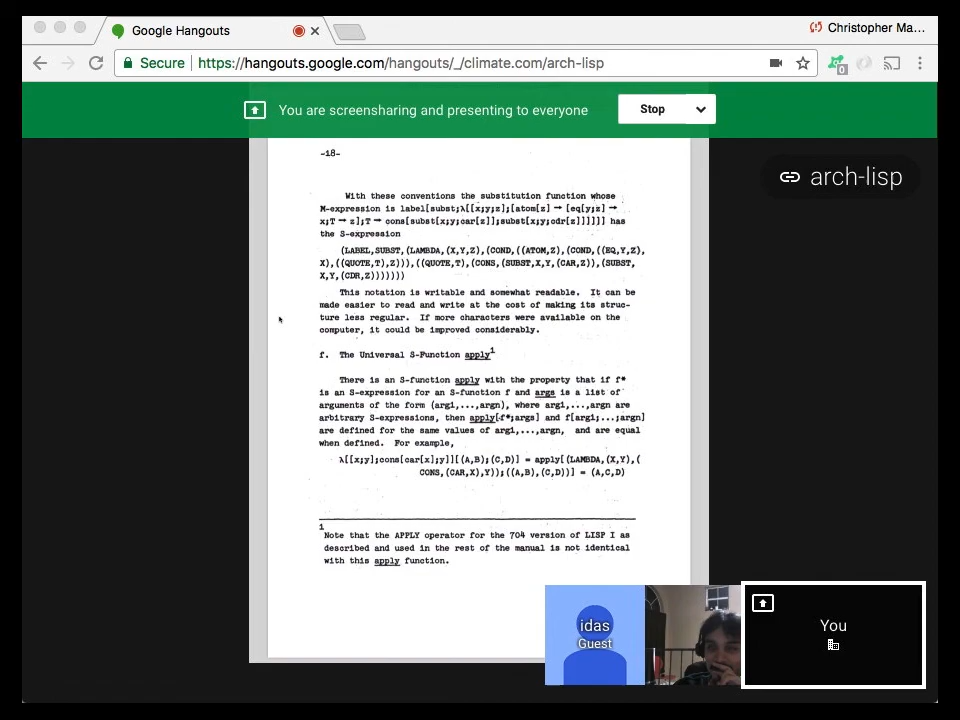 Google Hangouts
Christopher Ma...
Secure
https://hangouts.google.com/hangouts/_/climate.com/arch-lisp
0
You are screensharing and presenting to everyone
Stop
arch-lisp
-18-
With these conventions the substitution function whose
M-expression is label[subst;λ[[x;y;z];[atom[z] → [eq[y;z] →
x;T → z];T → cons[subst[x;y;car[z]];subst[x;y;cdr[z]]]]]] has
the S-expression
(LABEL,SUBST,(LAMBDA,(X,Y,Z),(COND,((ATOM,Z),(COND,((EQ,Y,Z),
X),((QUOTE,T),Z))),((QUOTE,T),(CONS,(SUBST,X,Y,(CAR,Z)),(SUBST,
X,Y,(CDR,Z)))))))
This notation is writable and somewhat readable. It can be
made easier to read and write at the cost of making its struc-
ture less regular. If more characters were available on the
computer, it could be improved considerably.
f. The Universal S-Function apply1
There is an S-function apply with the property that if f*
is an S-expression for an S-function f and args is a list of
arguments of the form (arg1,...,argn), where arg1,...,argn are
arbitrary S-expressions, then apply[f*;args] and f[arg1;...;argn]
are defined for the same values of arg1,...,argn, and are equal
when defined. For example,
λ[[x;y];cons[car[x];y]][(A,B);(C,D)] = apply[(LAMBDA,(X,Y),(
CONS,(CAR,X),Y));((A,B),(C,D))] = (A,C,D)
1
Note that the APPLY operator for the 704 version of LISP I as
described and used in the rest of the manual is not identical
with this apply function.
idas
Guest
You